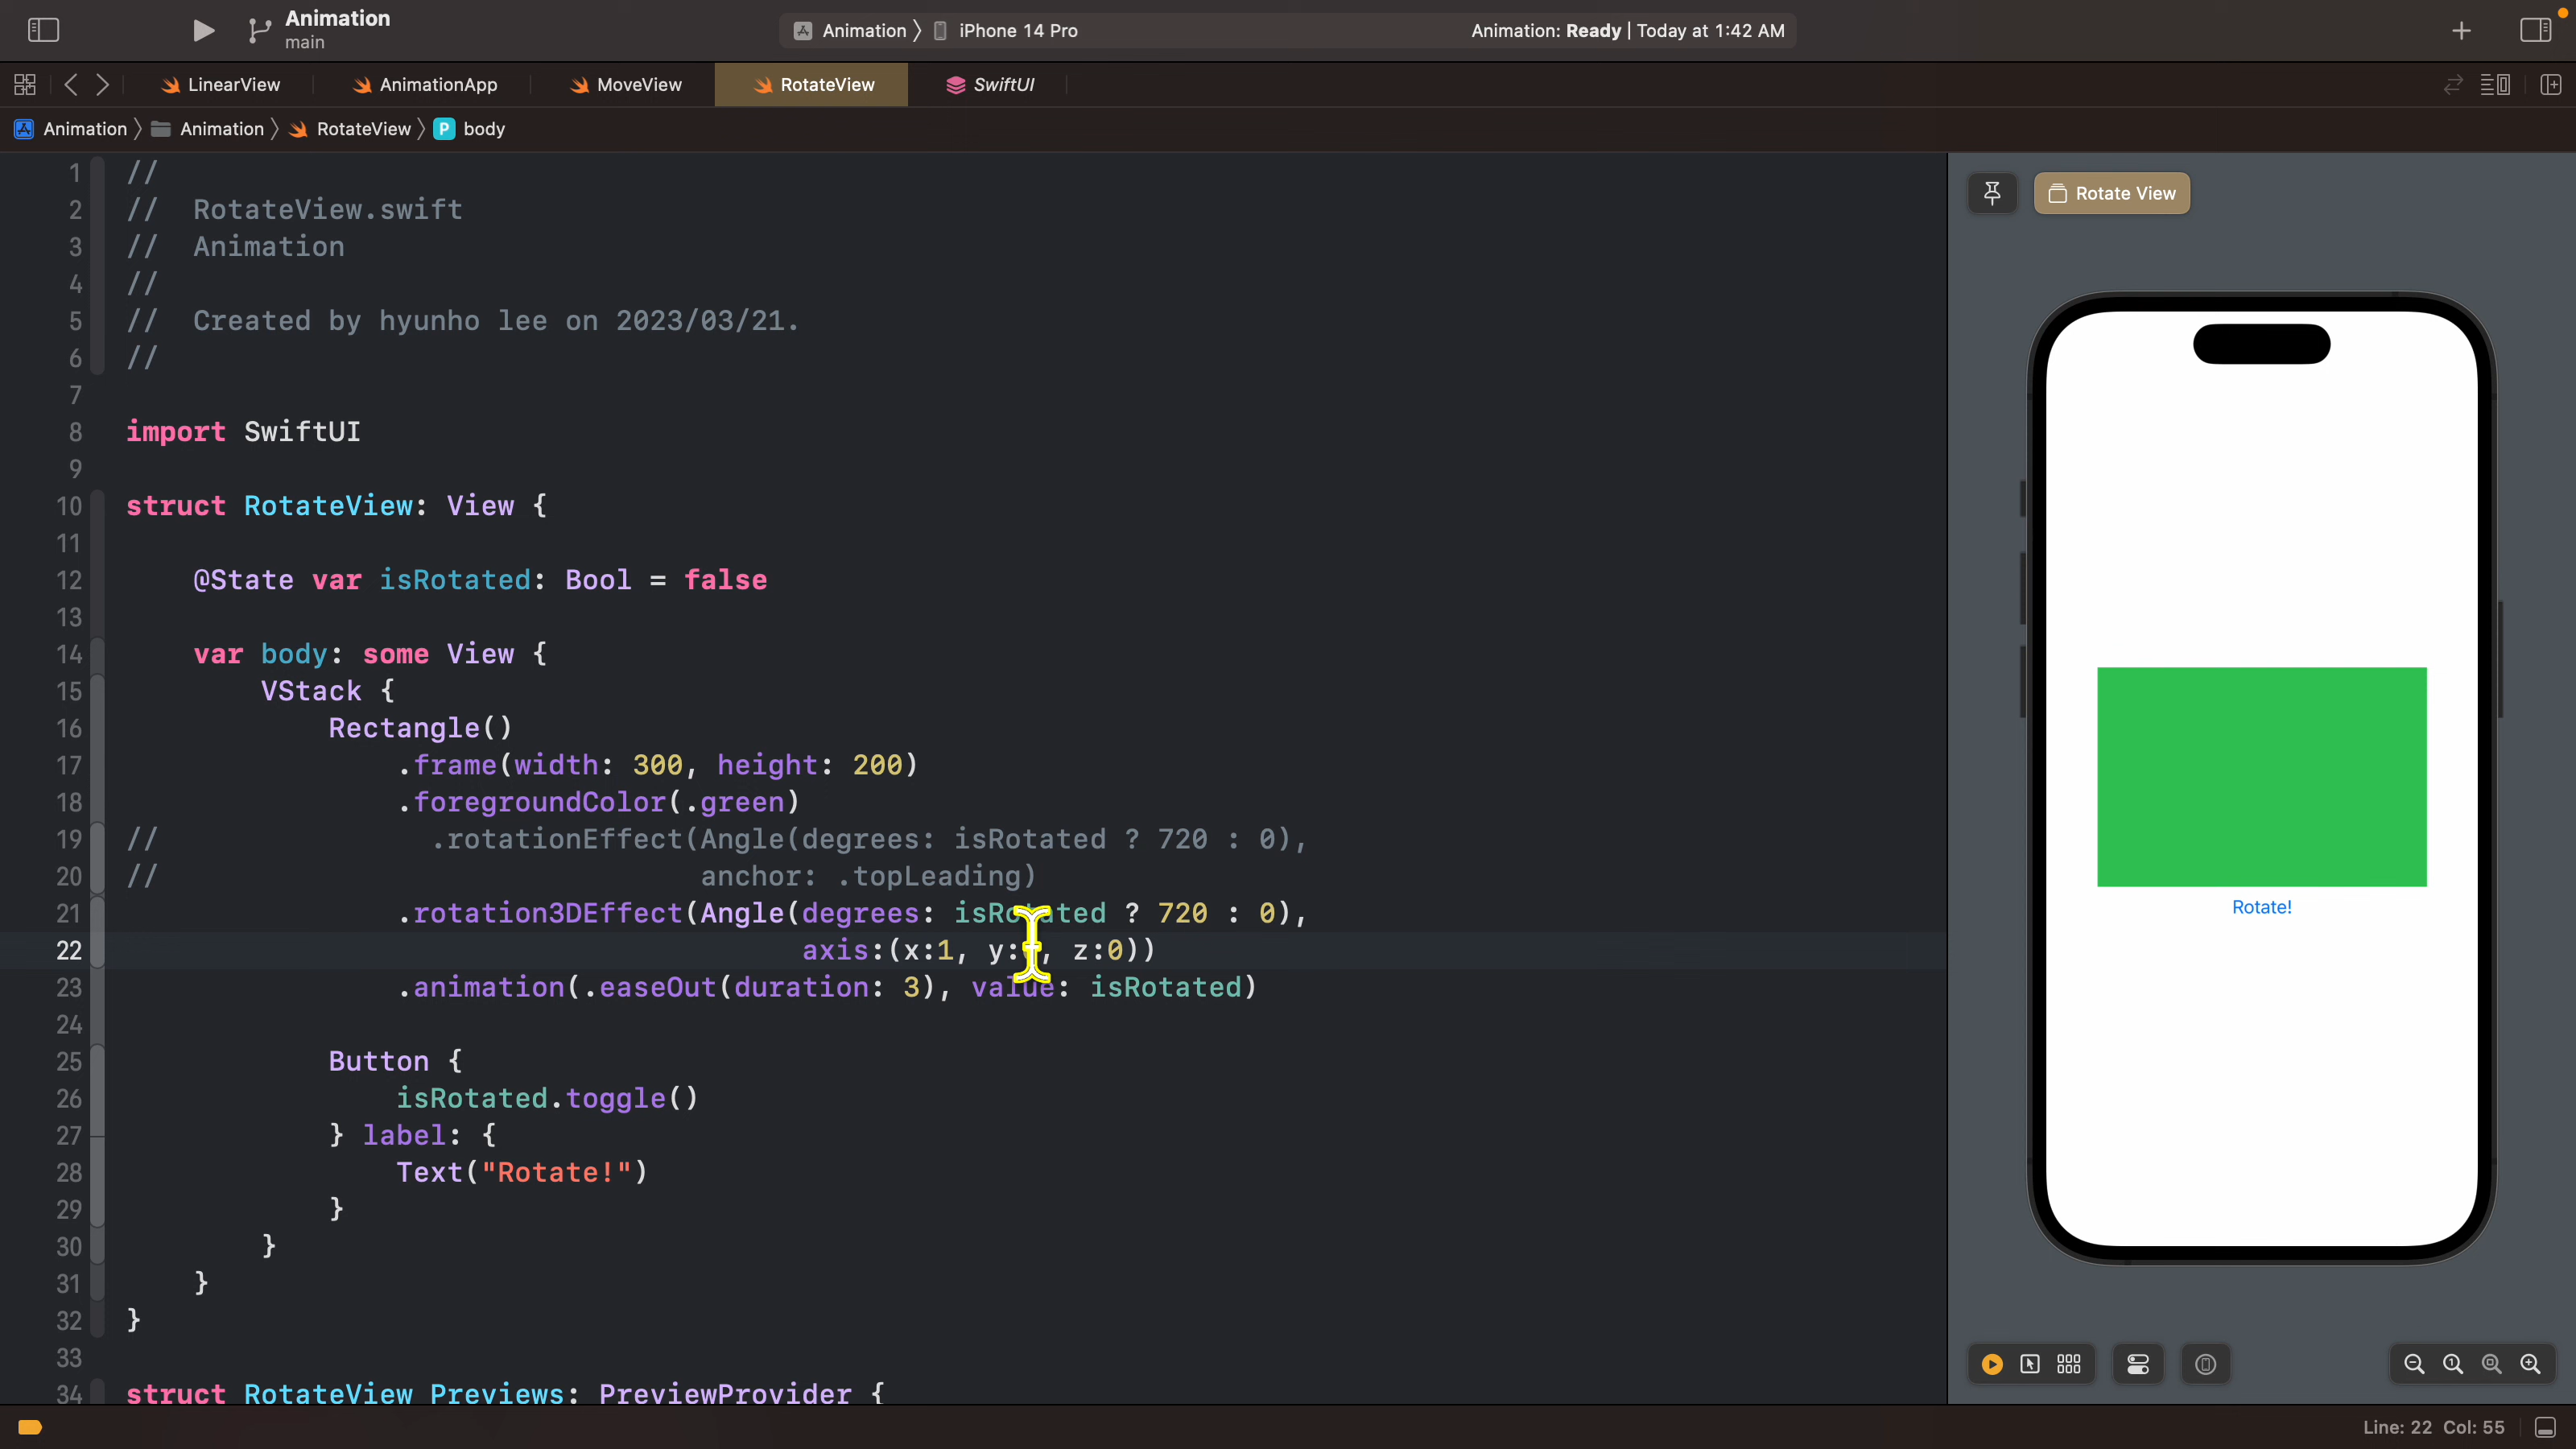 Animation
main
Animation 〉 iPhone 14 Pro
Animation: Ready | Today at 1:42 AM
LinearView
AnimationApp
MoveView
RotateView
SwiftUI
Animation 〉 Animation 〉 RotateView 〉 P body
1 //
2 //  RotateView.swift
3 //  Animation
4 //
5 //  Created by hyunho lee on 2023/03/21.
6 //
7
8 import SwiftUI
9
10 struct RotateView: View {
11
12     @State var isRotated: Bool = false
13
14     var body: some View {
15         VStack {
16             Rectangle()
17                 .frame(width: 300, height: 200)
18                 .foregroundColor(.green)
19 //                .rotationEffect(Angle(degrees: isRotated ? 720 : 0),
20 //                                anchor: .topLeading)
21                 .rotation3DEffect(Angle(degrees: isRotated ? 720 : 0),
22                                         axis:(x:1, y: , z:0))
23                 .animation(.easeOut(duration: 3), value: isRotated)
24
25             Button {
26                 isRotated.toggle()
27             } label: {
28                 Text("Rotate!")
29             }
30         }
31     }
32 }
33
34 struct RotateView_Previews: PreviewProvider {
Rotate View
Rotate!
Line: 22 Col: 55